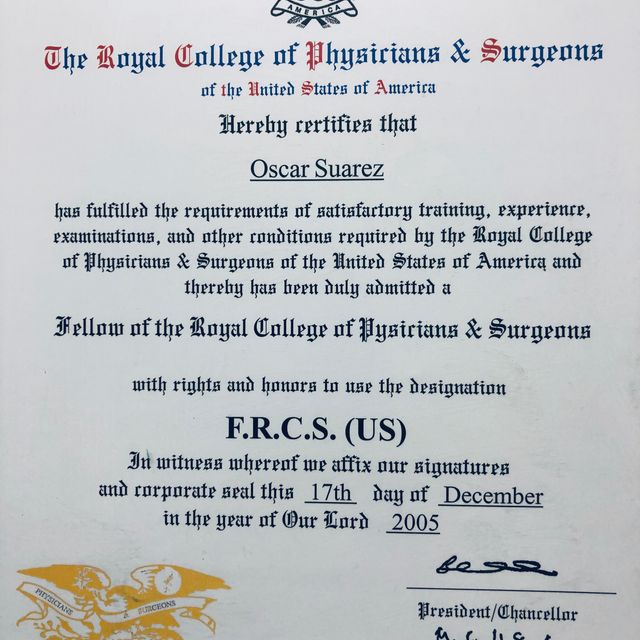 AMERICA
The Royal College of Physicians & Surgeons
of the United States of America
Hereby certifies that
Oscar Suarez
has fulfilled the requirements of satisfactory training, experience,
examinations, and other conditions required by the Royal College
of Physicians & Surgeons of the United States of America and
thereby has been duly admitted a
Fellow of the Royal College of Pysicians & Surgeons
with rights and honors to use the designation
F.R.C.S. (US)
In witness whereof we affix our signatures
and corporate seal this 17th day of December
in the year of Our Lord 2005
PHYSICIANS & SURGEONS
President/Chancellor